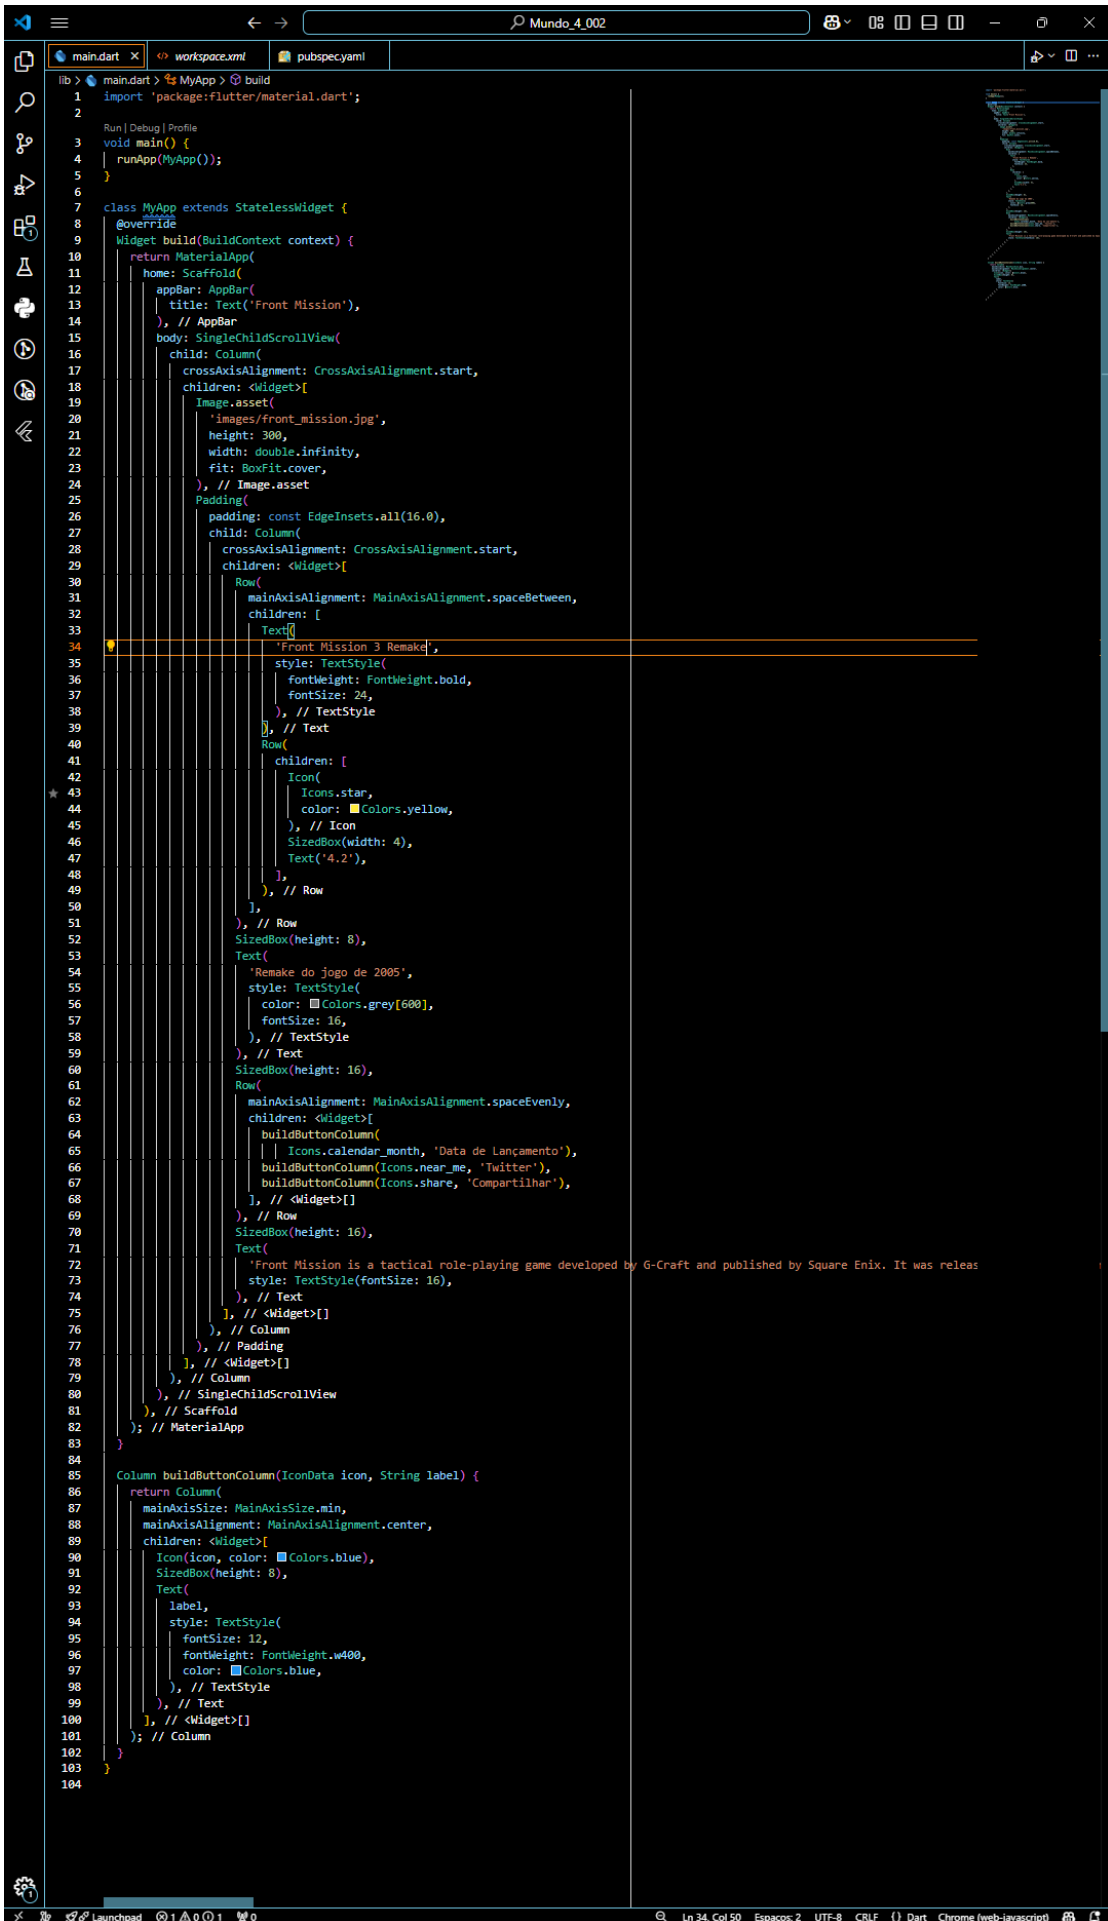 Mundo_4_002
main.dart
workspace.xml
pubspec.yaml
lib > main.dart > MyApp > build
1 import 'package:flutter/material.dart';
2
Run | Debug | Profile
3 void main() {
4 runApp(MyApp());
5 }
6
7 class MyApp extends StatelessWidget {
8 @override
9 Widget build(BuildContext context) {
10 return MaterialApp(
11 home: Scaffold(
12 appBar: AppBar(
13 title: Text('Front Mission'),
14 ), // AppBar
15 body: SingleChildScrollView(
16 child: Column(
17 crossAxisAlignment: CrossAxisAlignment.start,
18 children: <Widget>[
19 Image.asset(
20 'images/front_mission.jpg',
21 height: 300,
22 width: double.infinity,
23 fit: BoxFit.cover,
24 ), // Image.asset
25 Padding(
26 padding: const EdgeInsets.all(16.0),
27 child: Column(
28 crossAxisAlignment: CrossAxisAlignment.start,
29 children: <Widget>[
30 Row(
31 mainAxisAlignment: MainAxisAlignment.spaceBetween,
32 children: [
33 Text(
34 'Front Mission 3 Remake',
35 style: TextStyle(
36 fontWeight: FontWeight.bold,
37 fontSize: 24,
38 ), // TextStyle
39 ), // Text
40 Row(
41 children: [
42 Icon(
43 Icons.star,
44 color: Colors.yellow,
45 ), // Icon
46 SizedBox(width: 4),
47 Text('4.2'),
48 ],
49 ), // Row
50 ],
51 ), // Row
52 SizedBox(height: 8),
53 Text(
54 'Remake do jogo de 2005',
55 style: TextStyle(
56 color: Colors.grey[600],
57 fontSize: 16,
58 ), // TextStyle
59 ), // Text
60 SizedBox(height: 16),
61 Row(
62 mainAxisAlignment: MainAxisAlignment.spaceEvenly,
63 children: <Widget>[
64 buildButtonColumn(
65 Icons.calendar_month, 'Data de Lançamento'),
66 buildButtonColumn(Icons.near_me, 'Twitter'),
67 buildButtonColumn(Icons.share, 'Compartilhar'),
68 ], // <Widget>[]
69 ), // Row
70 SizedBox(height: 16),
71 Text(
72 'Front Mission is a tactical role-playing game developed by G-Craft and published by Square Enix. It was releas
73 style: TextStyle(fontSize: 16),
74 ), // Text
75 ], // <Widget>[]
76 ), // Column
77 ), // Padding
78 ], // <Widget>[]
79 ), // Column
80 ), // SingleChildScrollView
81 ), // Scaffold
82 ); // MaterialApp
83 }
84
85 Column buildButtonColumn(IconData icon, String label) {
86 return Column(
87 mainAxisSize: MainAxisSize.min,
88 mainAxisAlignment: MainAxisAlignment.center,
89 children: <Widget>[
90 Icon(icon, color: Colors.blue),
91 SizedBox(height: 8),
92 Text(
93 label,
94 style: TextStyle(
95 fontSize: 12,
96 fontWeight: FontWeight.w400,
97 color: Colors.blue,
98 ), // TextStyle
99 ), // Text
100 ], // <Widget>[]
101 ); // Column
102 }
103 }
104
Launchpad 1 0 1 0 Ln 34, Col 50 Espaços: 2 UTF-8 CRLF {} Dart Chrome (web-javascript)